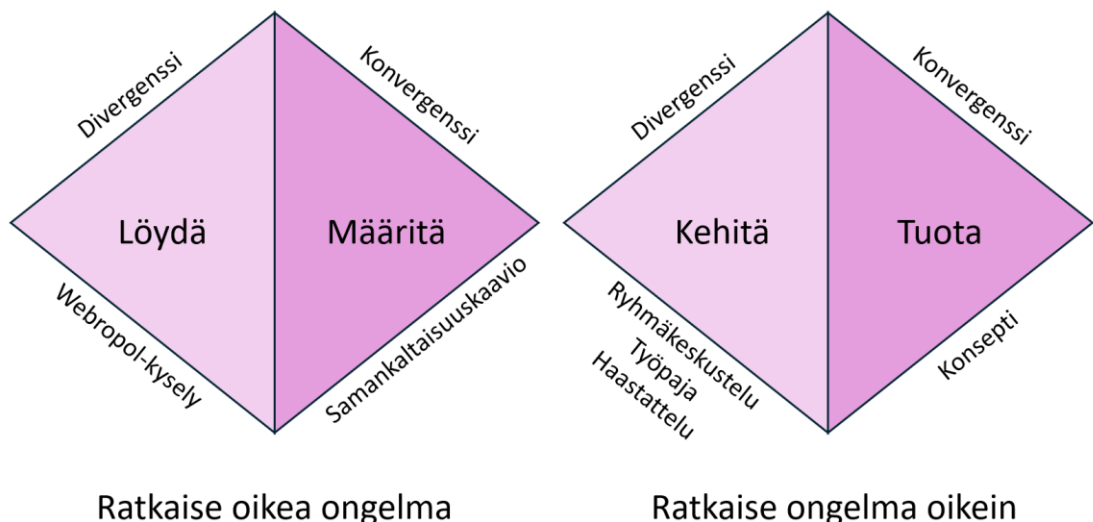 Divergenssi
Konvergenssi
Löydä
Määritä
Webropol-kysely
Samankaltaisuuskaavio
Ratkaise oikea ongelma
Divergenssi
Konvergenssi
Kehitä
Tuota
Ryhmäkeskustelu
Työpaja
Haastattelu
Konsepti
Ratkaise ongelma oikein